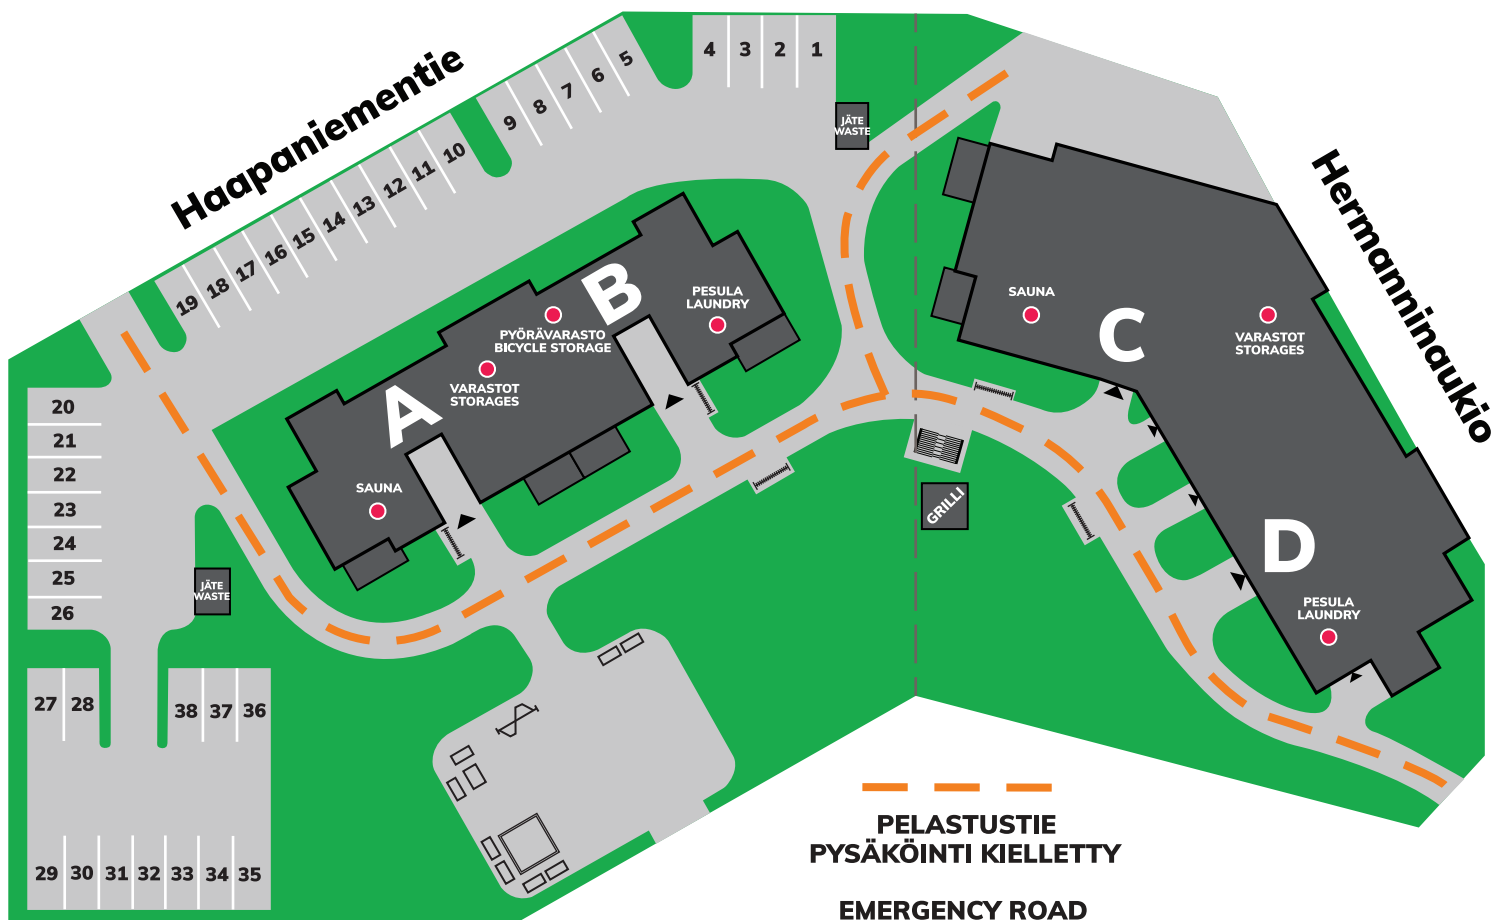 Haapaniementie
Hermanninaukio
4 3 2 1
5
6
7
8
9
10
11
12
13
14
15
16
17
18
19
JÄTE
WASTE
B
PESULA
LAUNDRY
PYÖRÄVARASTO
BICYCLE STORAGE
VARASTOT
STORAGES
A
SAUNA
SAUNA
C
VARASTOT
STORAGES
D
PESULA
LAUNDRY
GRILLI
20
21
22
23
24
25
26
JÄTE
WASTE
27 28
38 37 36
29 30 31 32 33 34 35
PELASTUSTIE
PYSÄKÖINTI KIELLETTY
EMERGENCY ROAD